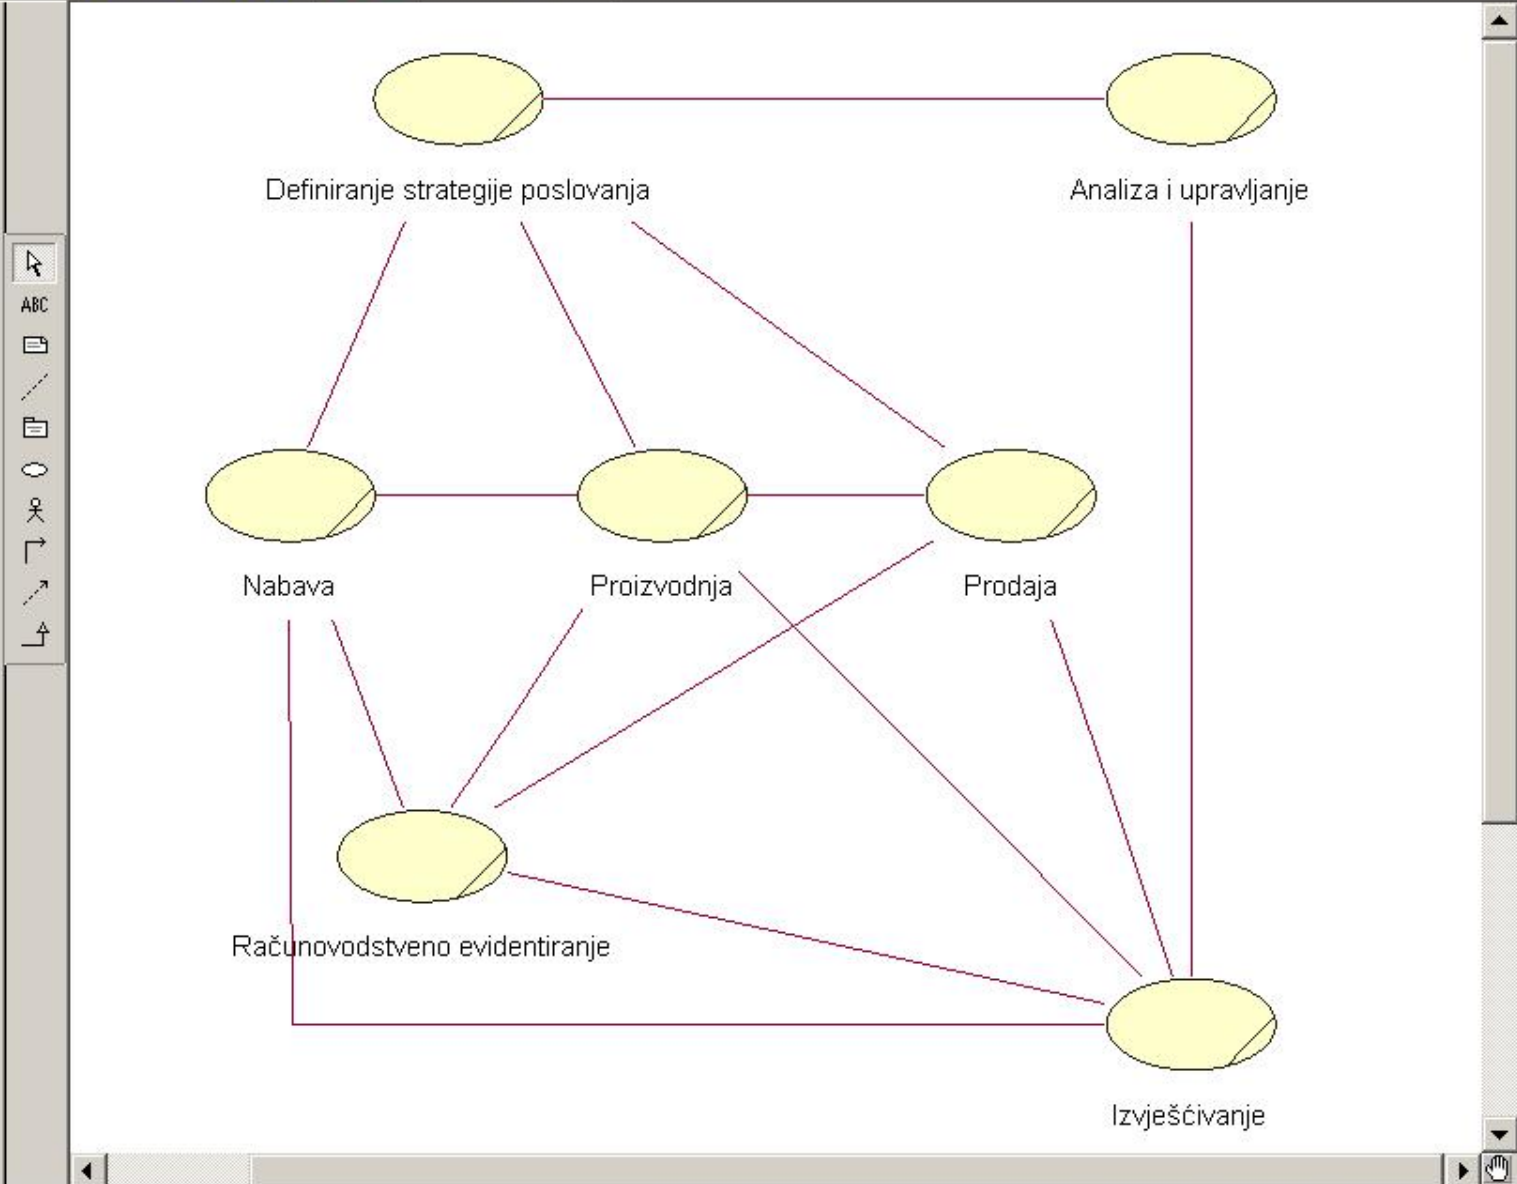 Definiranje strategije poslovanja
Analiza i upravljanje
ABC
Nabava
Proizvodnja
Prodaja
Računovodstveno evidentiranje
Izvješćivanje